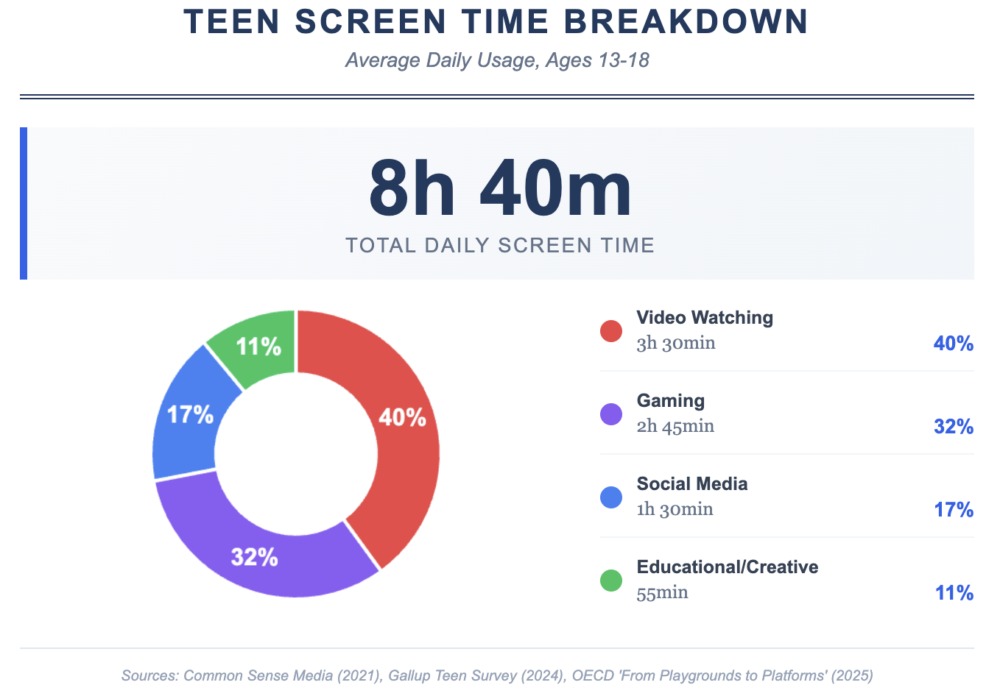 TEEN SCREEN TIME BREAKDOWN
Average Daily Usage, Ages 13-18
8h 40m
TOTAL DAILY SCREEN TIME
11%
17%
40%
32%
Video Watching
3h 30min
40%
Gaming
2h 45min
32%
Social Media
1h 30min
17%
Educational/Creative
55min
11%
Sources: Common Sense Media (2021), Gallup Teen Survey (2024), OECD 'From Playgrounds to Platforms' (2025)